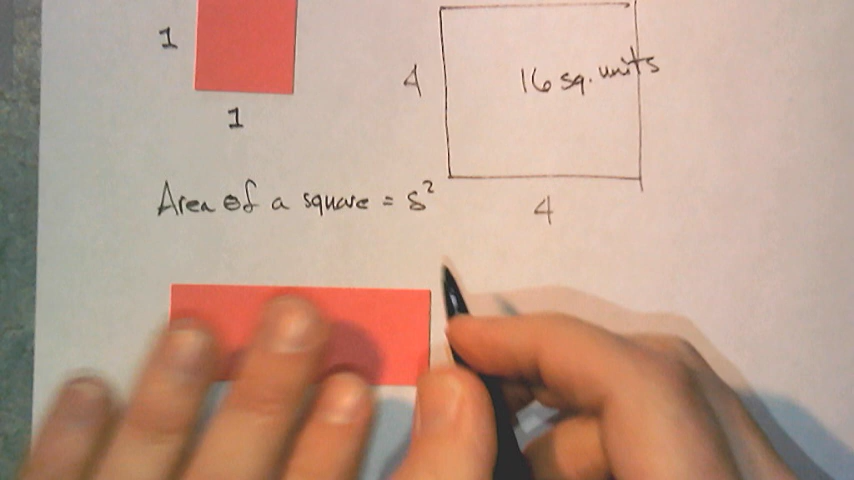 1
1
4
16 sq. units
4
Area of a square = s²